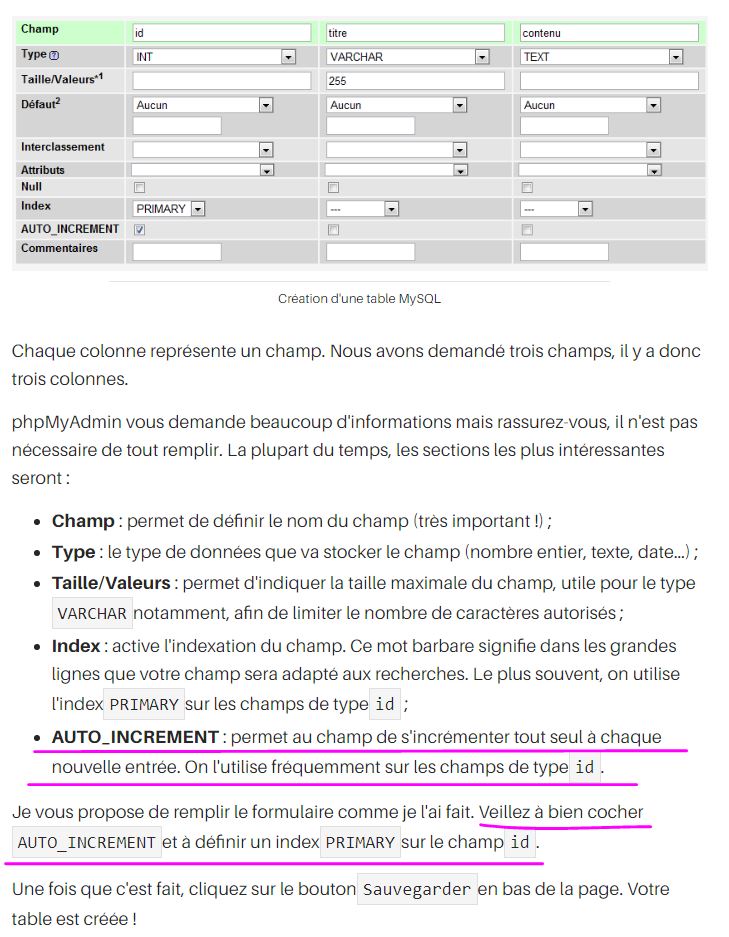 Champ id titre contenu
Type INT VARCHAR TEXT
Taille/Valeurs*1 255
Défaut2 Aucun Aucun Aucun
Interclassement
Attributs
Null
Index PRIMARY --- ---
AUTO_INCREMENT
Commentaires
Création d'une table MySQL
Chaque colonne représente un champ. Nous avons demandé trois champs, il y a donc
trois colonnes.
phpMyAdmin vous demande beaucoup d'informations mais rassurez-vous, il n'est pas
nécessaire de tout remplir. La plupart du temps, les sections les plus intéressantes
seront :
• Champ : permet de définir le nom du champ (très important !) ;
• Type : le type de données que va stocker le champ (nombre entier, texte, date…) ;
• Taille/Valeurs : permet d'indiquer la taille maximale du champ, utile pour le type
VARCHAR notamment, afin de limiter le nombre de caractères autorisés ;
• Index : active l'indexation du champ. Ce mot barbare signifie dans les grandes
lignes que votre champ sera adapté aux recherches. Le plus souvent, on utilise
l'index PRIMARY sur les champs de type id ;
• AUTO_INCREMENT : permet au champ de s'incrémenter tout seul à chaque
nouvelle entrée. On l'utilise fréquemment sur les champs de type id .
Je vous propose de remplir le formulaire comme je l'ai fait. Veillez à bien cocher
AUTO_INCREMENT et à définir un index PRIMARY sur le champ id .
Une fois que c'est fait, cliquez sur le bouton Sauvegarder en bas de la page. Votre
table est créée !